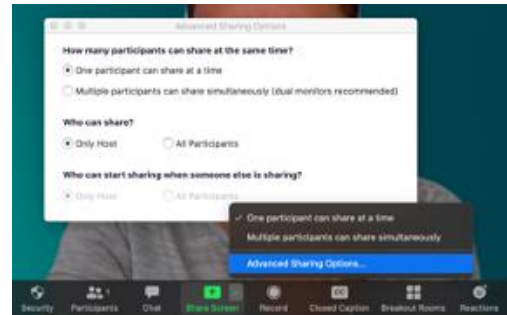 Advanced Sharing Options
How many participants can share at the same time?
One participant can share at a time
Multiple participants can share simultaneously (dual monitors recommended)
Who can share?
Only Host All Participants
Who can start sharing when someone else is sharing?
Only Host All Participants
One participant can share at a time
Multiple participants can share simultaneously
Advanced Sharing Options...
Security Participants 1 Chat Share Screen Record Closed Caption Breakout Rooms Reactions